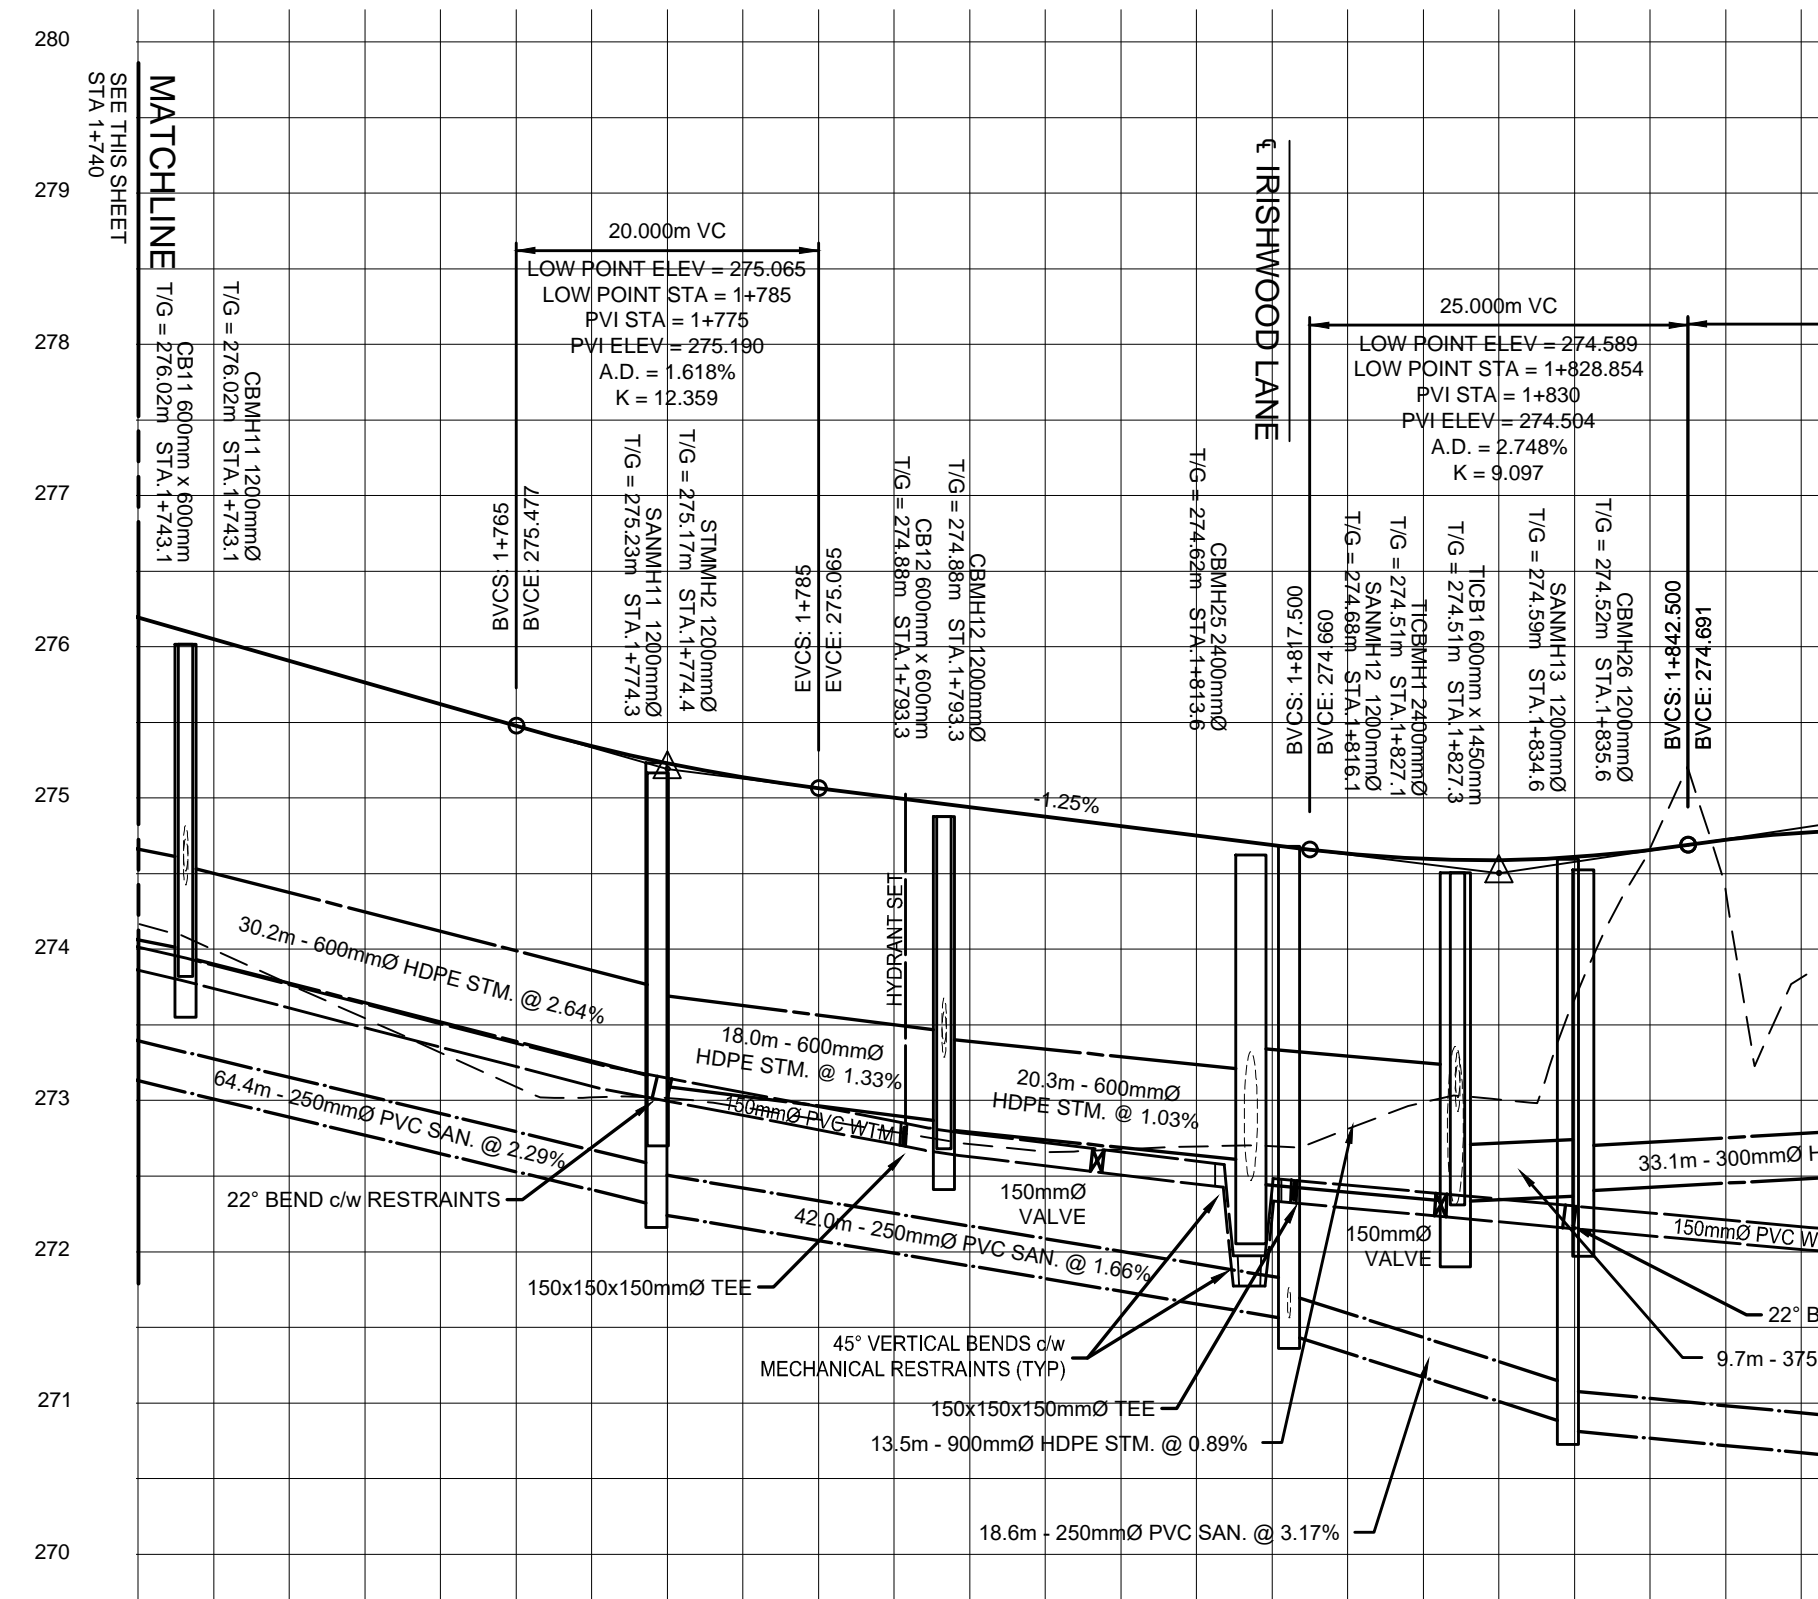 280
279
278
277
276
275
274
273
272
271
270
MATCHLINE
SEE THIS SHEET
STA 1+740
CB11 600mm x 600mm
T/G = 276.02m STA.1+743.1
CBMH11 1200mmØ
T/G = 276.02m STA.1+743.1
20.000m VC
LOW POINT ELEV = 275.065
LOW POINT STA = 1+785
PVI STA = 1+775
PVI ELEV = 275.190
A.D. = 1.618%
K = 12.359
BVCS: 1+765
BVCE: 275.477
SANMH11 1200mmØ
T/G = 275.23m STA.1+774.3
STMMH2 1200mmØ
T/G = 275.17m STA.1+774.4
EVCS: 1+785
EVCE: 275.065
CB12 600mm x 600mm
T/G = 274.88m STA.1+793.3
CBMH12 1200mmØ
T/G = 274.88m STA.1+793.3
CBMH25 2400mmØ
T/G = 274.62m STA.1+813.6
℄ IRISHWOOD LANE
25.000m VC
LOW POINT ELEV = 274.589
LOW POINT STA = 1+828.854
PVI STA = 1+830
PVI ELEV = 274.504
A.D. = 2.748%
K = 9.097
BVCS: 1+817.500
BVCE: 274.660
SANMH12 1200mmØ
T/G = 274.68m STA.1+816.1
TICBMH1 2400mmØ
T/G = 274.51m STA.1+827.1
TICB1 600mm x 1450mm
T/G = 274.51m STA.1+827.3
SANMH13 1200mmØ
T/G = 274.59m STA.1+834.6
CBMH26 1200mmØ
T/G = 274.52m STA.1+835.6
BVCS: 1+842.500
BVCE: 274.691
-1.25%
HYDRANT SET
30.2m - 600mmØ HDPE STM. @ 2.64%
18.0m - 600mmØ
HDPE STM. @ 1.33%
20.3m - 600mmØ
HDPE STM. @ 1.03%
64.4m - 250mmØ PVC SAN. @ 2.29%
150mmØ PVC WTM
33.1m - 300mmØ H
22° BEND c/w RESTRAINTS
150mmØ
VALVE
42.0m - 250mmØ PVC SAN. @ 1.66%
150mmØ
VALVE
150mmØ PVC W
150x150x150mmØ TEE
22° B
45° VERTICAL BENDS c/w
MECHANICAL RESTRAINTS (TYP)
9.7m - 375
150x150x150mmØ TEE
13.5m - 900mmØ HDPE STM. @ 0.89%
18.6m - 250mmØ PVC SAN. @ 3.17%